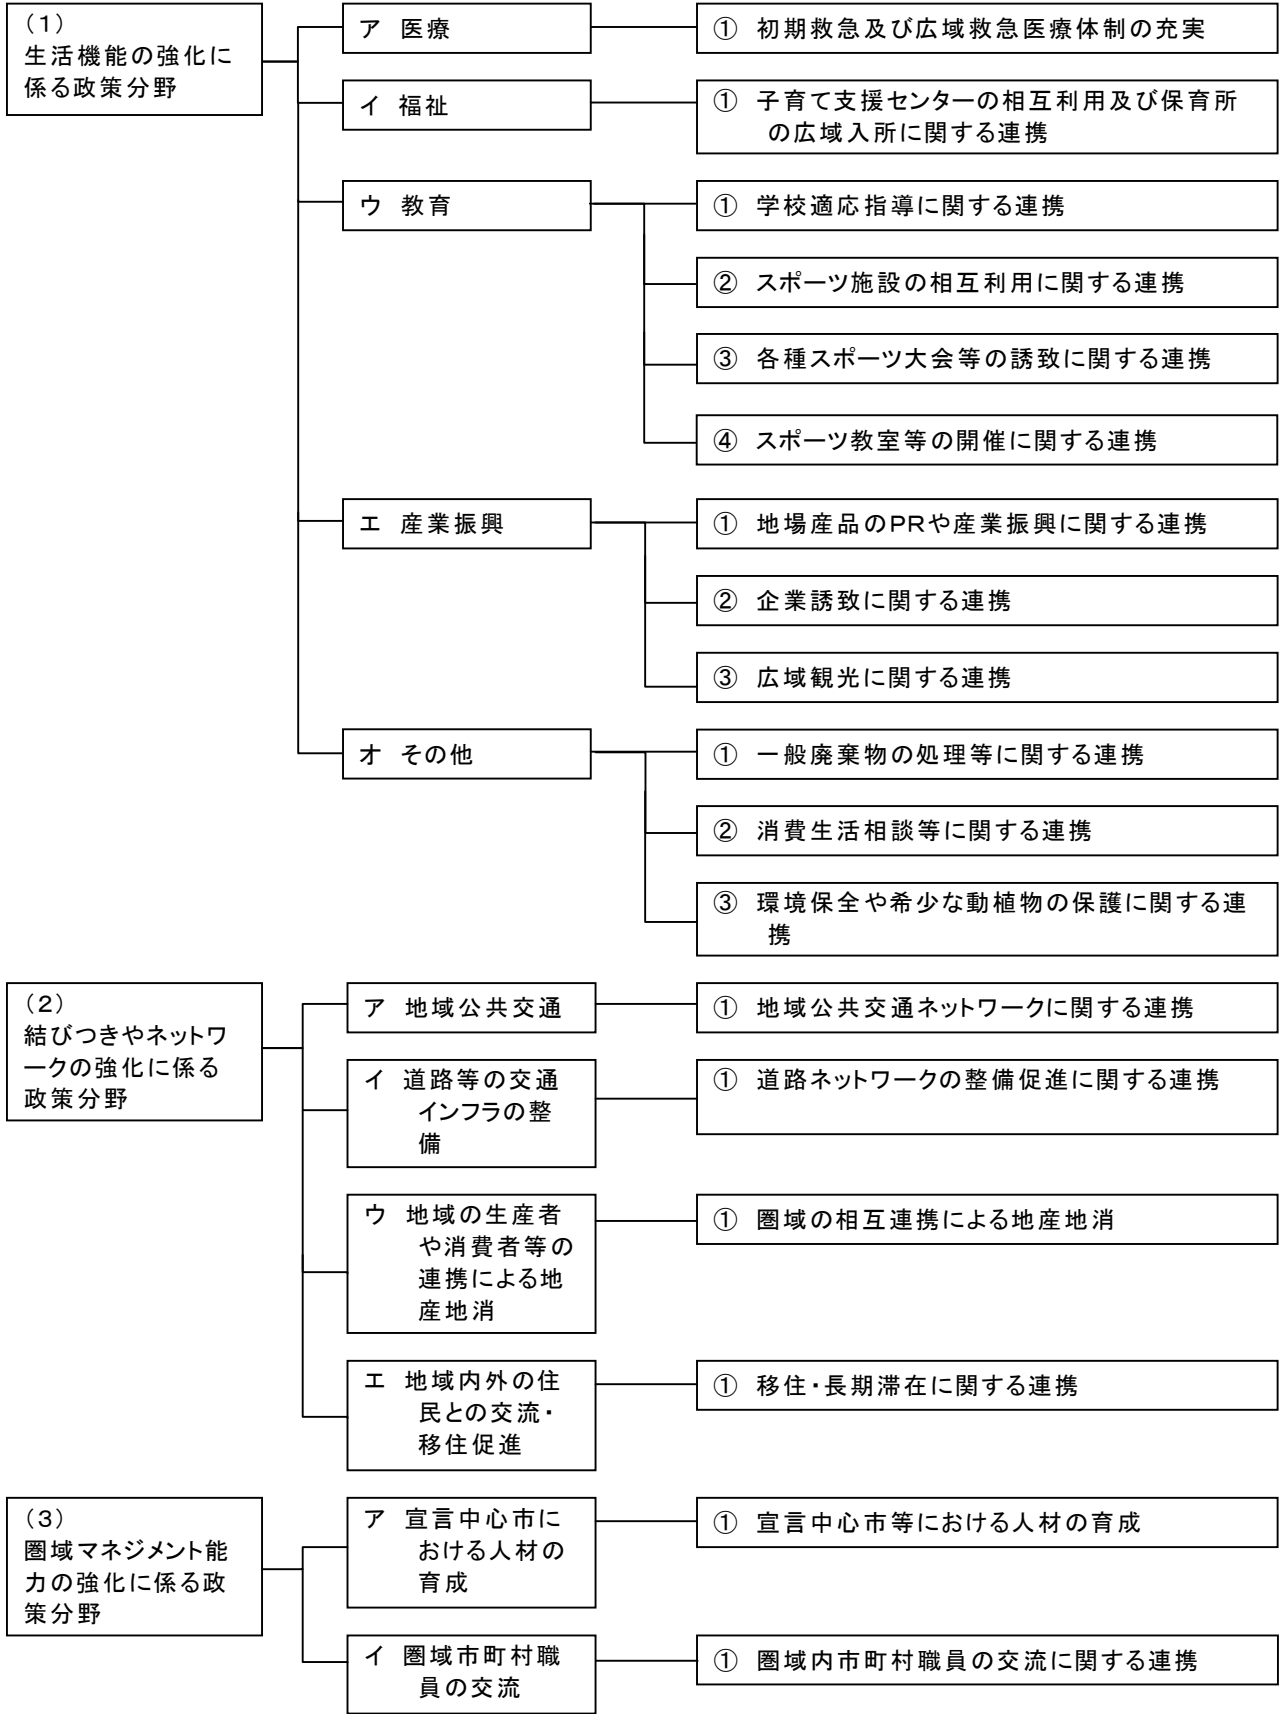 （１）
生活機能の強化に
係る政策分野
ア 医療
① 初期救急及び広域救急医療体制の充実
イ 福祉
① 子育て支援センターの相互利用及び保育所
の広域入所に関する連携
ウ 教育
① 学校適応指導に関する連携
② スポーツ施設の相互利用に関する連携
③ 各種スポーツ大会等の誘致に関する連携
④ スポーツ教室等の開催に関する連携
エ 産業振興
① 地場産品のＰＲや産業振興に関する連携
② 企業誘致に関する連携
③ 広域観光に関する連携
オ その他
① 一般廃棄物の処理等に関する連携
② 消費生活相談等に関する連携
③ 環境保全や希少な動植物の保護に関する連
携
（２）
結びつきやネットワ
ークの強化に係る
政策分野
ア 地域公共交通
① 地域公共交通ネットワークに関する連携
イ 道路等の交通
インフラの整
備
① 道路ネットワークの整備促進に関する連携
ウ 地域の生産者
や消費者等の
連携による地
産地消
① 圏域の相互連携による地産地消
エ 地域内外の住
民との交流・
移住促進
① 移住・長期滞在に関する連携
（３）
圏域マネジメント能
力の強化に係る政
策分野
ア 宣言中心市に
おける人材の
育成
① 宣言中心市等における人材の育成
イ 圏域市町村職
員の交流
① 圏域内市町村職員の交流に関する連携